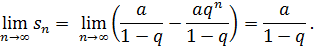 lim_{n→∞} s_n = lim_{n→∞} ( a/(1 − q) − aq^n/(1 − q) ) = a/(1 − q) .